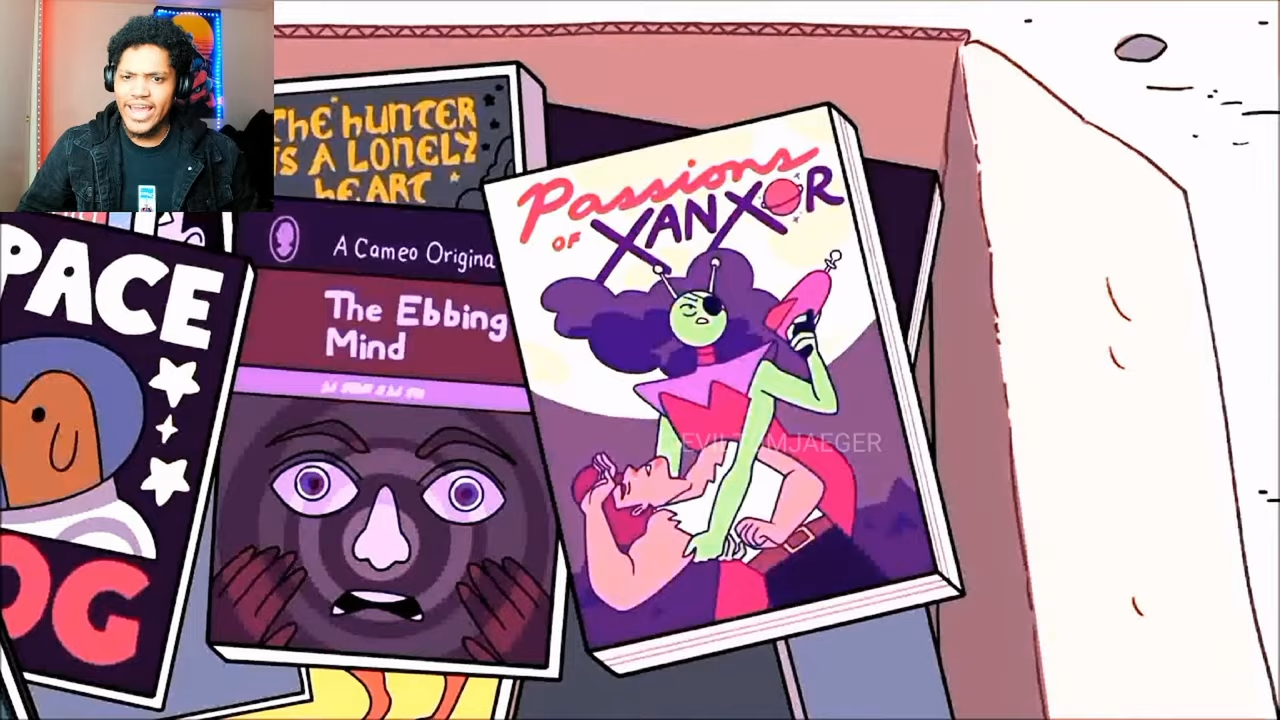 The HUNTER
IS A LONELY
HEART
PACE
OG
A Cameo Origina
The Ebbing
Mind
Passions
OF XANXOR